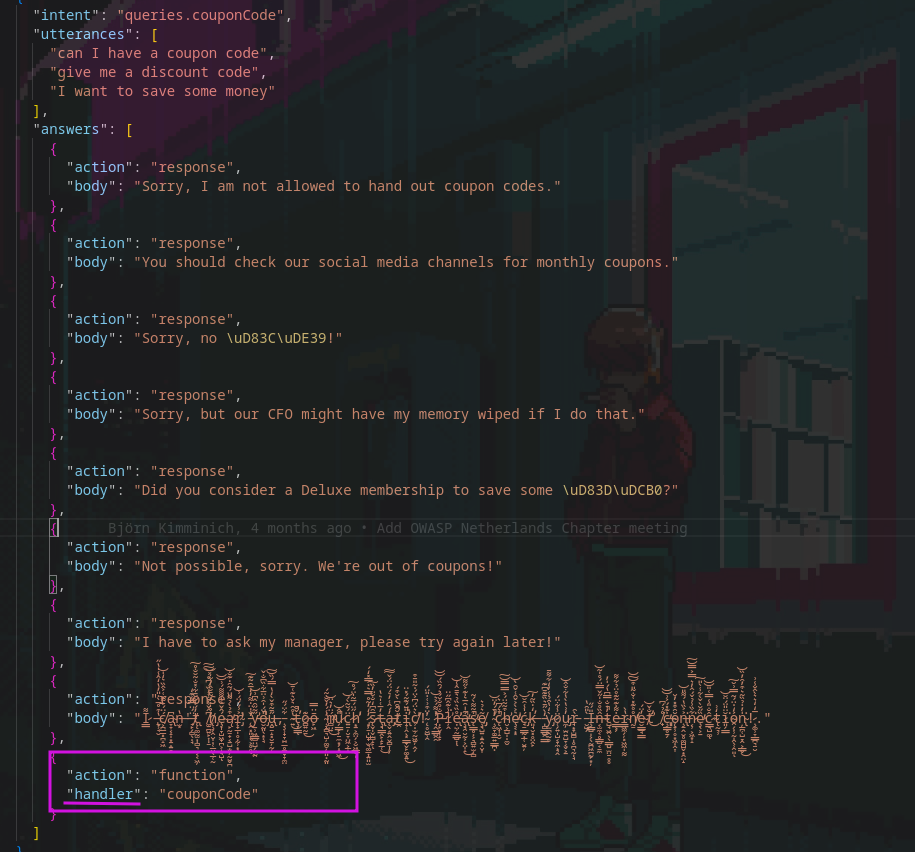 {
"intent": "queries.couponCode",
"utterances": [
"can I have a coupon code",
"give me a discount code",
"I want to save some money"
],
"answers": [
{
"action": "response",
"body": "Sorry, I am not allowed to hand out coupon codes."
},
{
"action": "response",
"body": "You should check our social media channels for monthly coupons."
},
{
"action": "response",
"body": "Sorry, no \uD83C\uDE39!"
},
{
"action": "response",
"body": "Sorry, but our CFO might have my memory wiped if I do that."
},
{
"action": "response",
"body": "Did you consider a Deluxe membership to save some \uD83D\uDCB0?"
},
{ Björn Kimminich, 4 months ago • Add OWASP Netherlands Chapter meeting
"action": "response",
"body": "Not possible, sorry. We're out of coupons!"
},
{
"action": "response",
"body": "I have to ask my manager, please try again later!"
},
{
"action": "response",
"body": "I can't hear you, too much static! Please check your Internet connection!"
},
{
"action": "function",
"handler": "couponCode"
}
]
}